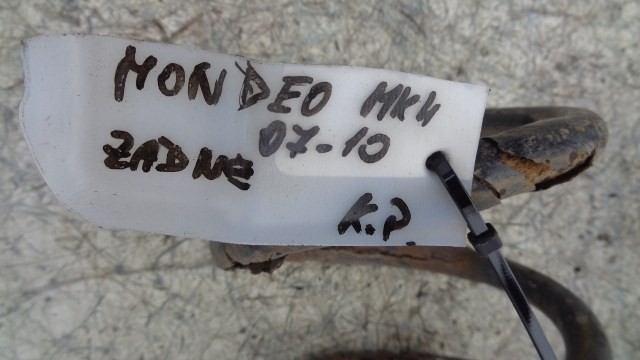 MONDEO MK4
07-10
ZADNE
K.P.